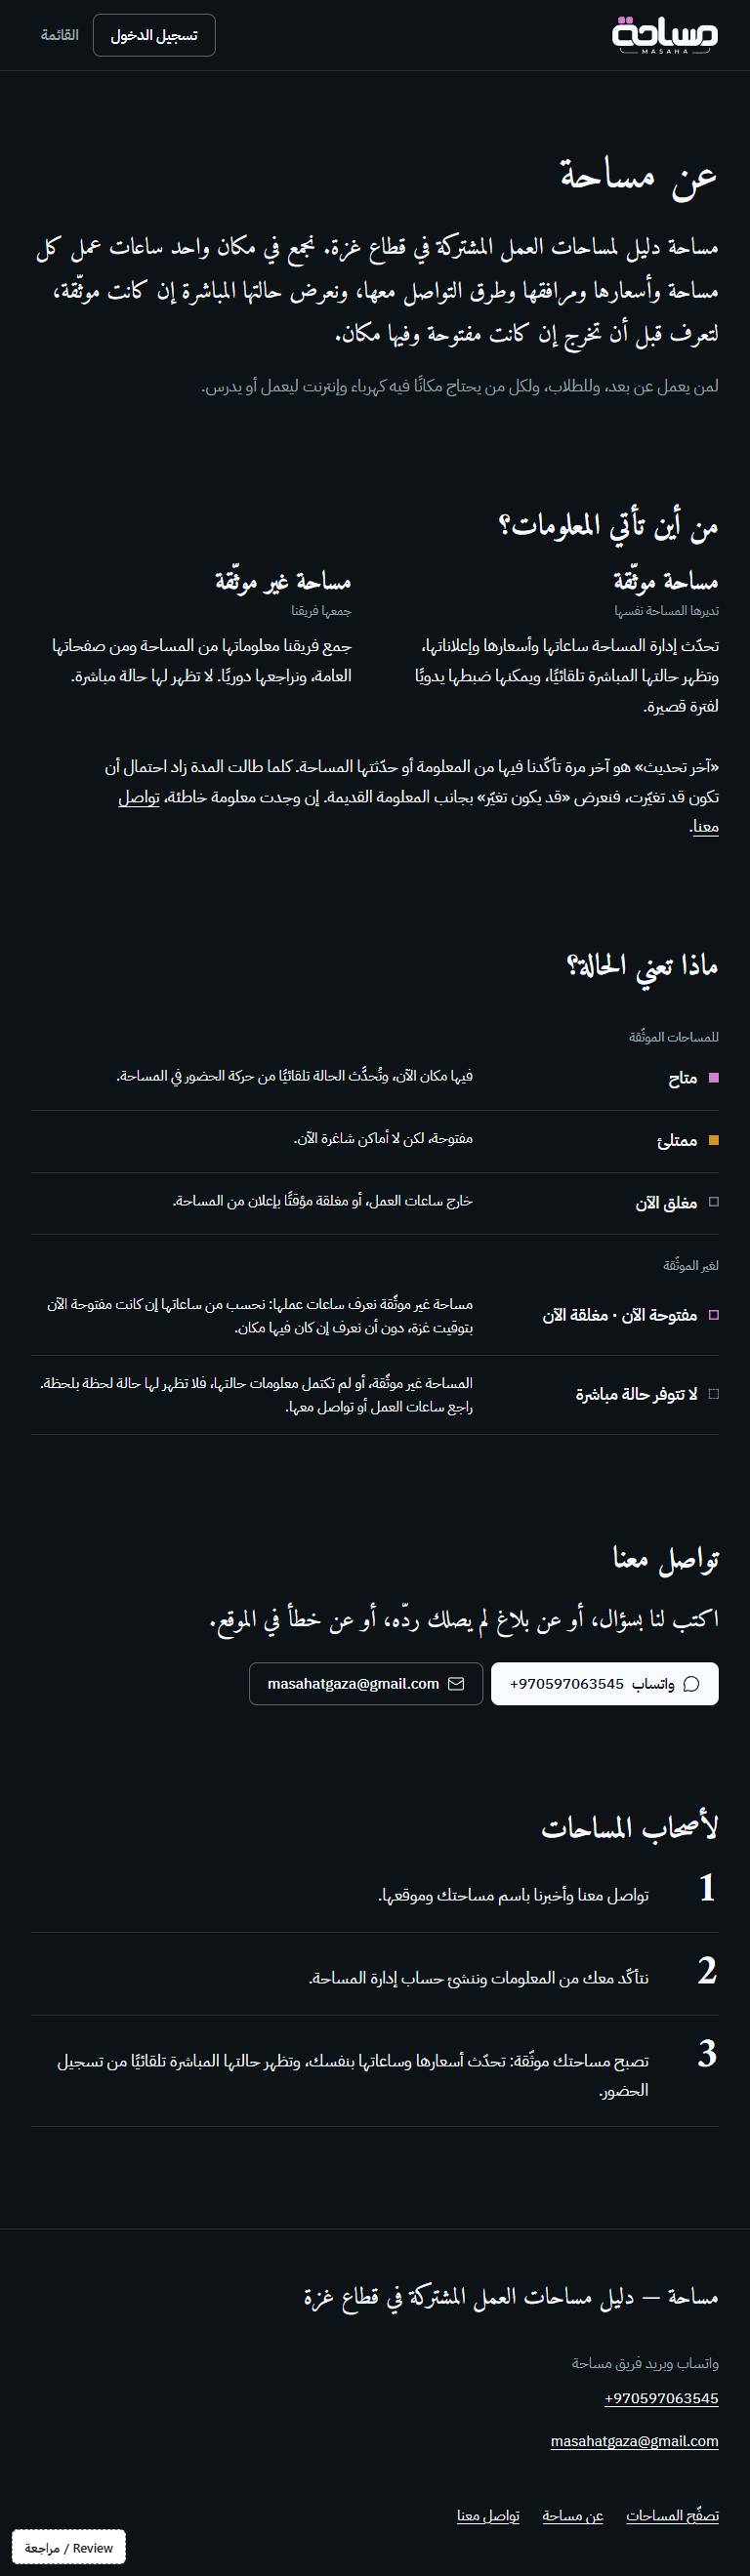 مساحة
MASAHA
تسجيل الدخول
القائمة
عن مساحة
مساحة دليل لمساحات العمل المشتركة في قطاع غزة. نجمع في مكان واحد ساعات عمل كل
مساحة وأسعارها ومرافقها وطرق التواصل معها، ونعرض حالتها المباشرة إن كانت موثّقة،
لتعرف قبل أن تخرج إن كانت مفتوحة وفيها مكان.
لمن يعمل عن بعد، وللطلاب، ولكل من يحتاج مكانًا فيه كهرباء وإنترنت ليعمل أو يدرس.
من أين تأتي المعلومات؟
مساحة موثّقة
تديرها المساحة نفسها
تحدّث إدارة المساحة ساعاتها وأسعارها وإعلاناتها،
وتظهر حالتها المباشرة تلقائيًا، ويمكنها ضبطها يدويًا
لفترة قصيرة.
مساحة غير موثّقة
جمعها فريقنا
جمع فريقنا معلوماتها من المساحة ومن صفحاتها
العامة، ونراجعها دوريًا. لا تظهر لها حالة مباشرة.
«آخر تحديث» هو آخر مرة تأكّدنا فيها من المعلومة أو حدّثتها المساحة. كلما طالت المدة زاد احتمال أن
تكون قد تغيّرت، فنعرض «قد يكون تغيّر» بجانب المعلومة القديمة. إن وجدت معلومة خاطئة، تواصل
معنا.
ماذا تعني الحالة؟
للمساحات الموثّقة
متاح
فيها مكان الآن، وتُحدَّث الحالة تلقائيًا من حركة الحضور في المساحة.
ممتلئ
مفتوحة، لكن لا أماكن شاغرة الآن.
مغلق الآن
خارج ساعات العمل، أو مغلقة مؤقتًا بإعلان من المساحة.
لغير الموثّقة
مفتوحة الآن · مغلقة الآن
مساحة غير موثّقة نعرف ساعات عملها: نحسب من ساعاتها إن كانت مفتوحة الآن
بتوقيت غزة، دون أن نعرف إن كان فيها مكان.
لا تتوفر حالة مباشرة
المساحة غير موثّقة، أو لم تكتمل معلومات حالتها، فلا تظهر لها حالة لحظة بلحظة.
راجع ساعات العمل أو تواصل معها.
تواصل معنا
اكتب لنا بسؤال، أو عن بلاغ لم يصلك ردّه، أو عن خطأ في الموقع.
واتساب +970597063545
masahatgaza@gmail.com
لأصحاب المساحات
1 تواصل معنا وأخبرنا باسم مساحتك وموقعها.
2 نتأكّد معك من المعلومات وننشئ حساب إدارة المساحة.
3 تصبح مساحتك موثّقة: تحدّث أسعارها وساعاتها بنفسك، وتظهر حالتها المباشرة تلقائيًا من تسجيل
الحضور.
مساحة — دليل مساحات العمل المشتركة في قطاع غزة
واتساب وبريد فريق مساحة
+970597063545
masahatgaza@gmail.com
تصفّح المساحات
عن مساحة
تواصل معنا
Review / مراجعة